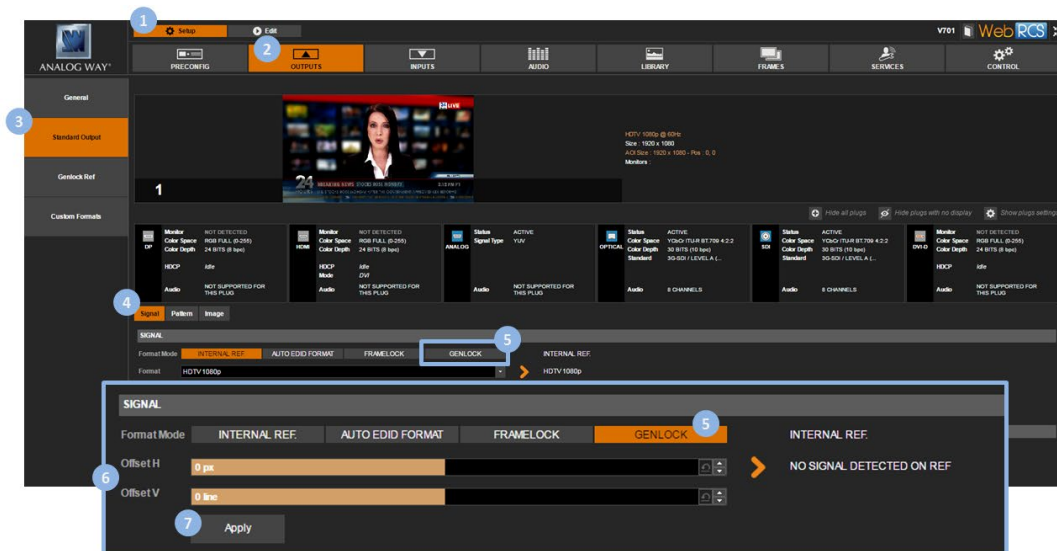 1
Setup
Edit
V701
Web RCS
ANALOG WAY®
2
PRECONFIG
OUTPUTS
INPUTS
AUDIO
LIBRARY
FRAMES
SERVICES
CONTROL
General
3
Standard Output
Genlock Ref
Custom Formats
LIVE
24
1
HDTV 1080p @ 60Hz
Size : 1920 x 1080
AOI Size : 1920 x 1080 - Pos : 0, 0
Monitors :
Hide all plugs
Hide plugs with no display
Show plugs setting
DP
Monitor NOT DETECTED
Color Space RGB FULL (0-255)
Color Depth 24 BITS (8 bpc)
HDCP Idle
Audio NOT SUPPORTED FOR THIS PLUG
HDMI
Monitor NOT DETECTED
Color Space RGB FULL (0-255)
Color Depth 24 BITS (8 bpc)
HDCP Idle
Mode DVI
Audio NOT SUPPORTED FOR THIS PLUG
ANALOG
Status ACTIVE
Signal Type YUV
Audio NOT SUPPORTED FOR THIS PLUG
OPTICAL
Status ACTIVE
Color Space YCbCr ITU-R BT.709 4:2:2
Color Depth 30 BITS (10 bpc)
Standard 3G-SDI / LEVEL A (...
Audio 8 CHANNELS
SDI
Status ACTIVE
Color Space YCbCr ITU-R BT.709 4:2:2
Color Depth 30 BITS (10 bpc)
Standard 3G-SDI / LEVEL A (...
Audio 8 CHANNELS
DVI-D
Monitor NOT DETECTED
Color Space RGB FULL (0-255)
Color Depth 24 BITS (8 bpc)
HDCP Idle
Audio NOT SUPPORTED FOR THIS PLUG
4
Signal Pattern Image
SIGNAL
5
Format Mode INTERNAL REF. AUTO EDID FORMAT FRAMELOCK GENLOCK INTERNAL REF.
Format HDTV 1080p HDTV 1080p
SIGNAL
Format Mode INTERNAL REF. AUTO EDID FORMAT FRAMELOCK GENLOCK 5 INTERNAL REF.
Offset H 0 px NO SIGNAL DETECTED ON REF
6
Offset V 0 line
7
Apply